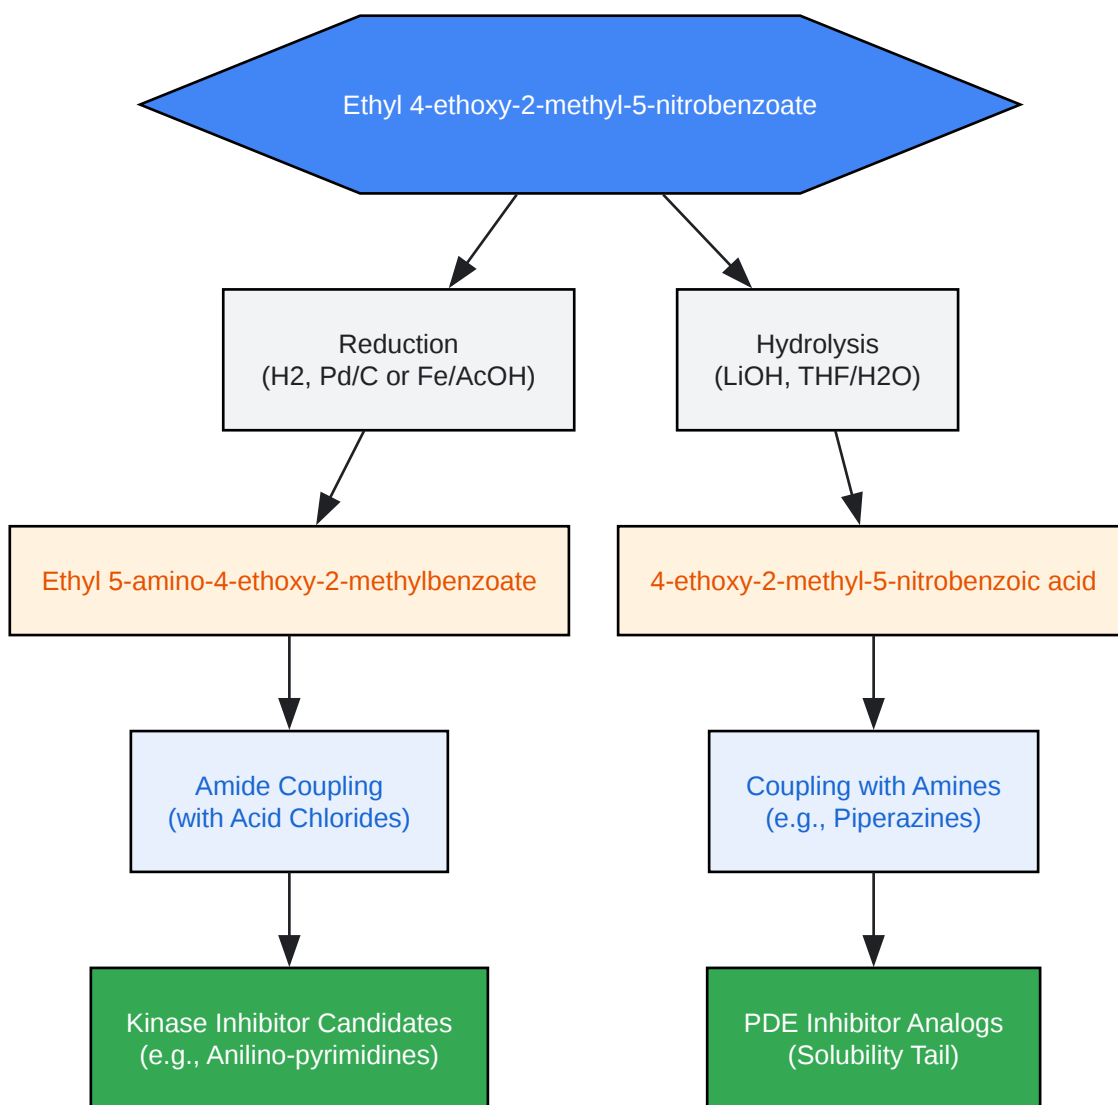 Ethyl 4-ethoxy-2-methyl-5-nitrobenzoate
Reduction
(H2, Pd/C or Fe/AcOH)
Hydrolysis
(LiOH, THF/H2O)
Ethyl 5-amino-4-ethoxy-2-methylbenzoate
4-ethoxy-2-methyl-5-nitrobenzoic acid
Amide Coupling
(with Acid Chlorides)
Coupling with Amines
(e.g., Piperazines)
Kinase Inhibitor Candidates
(e.g., Anilino-pyrimidines)
PDE Inhibitor Analogs
(Solubility Tail)